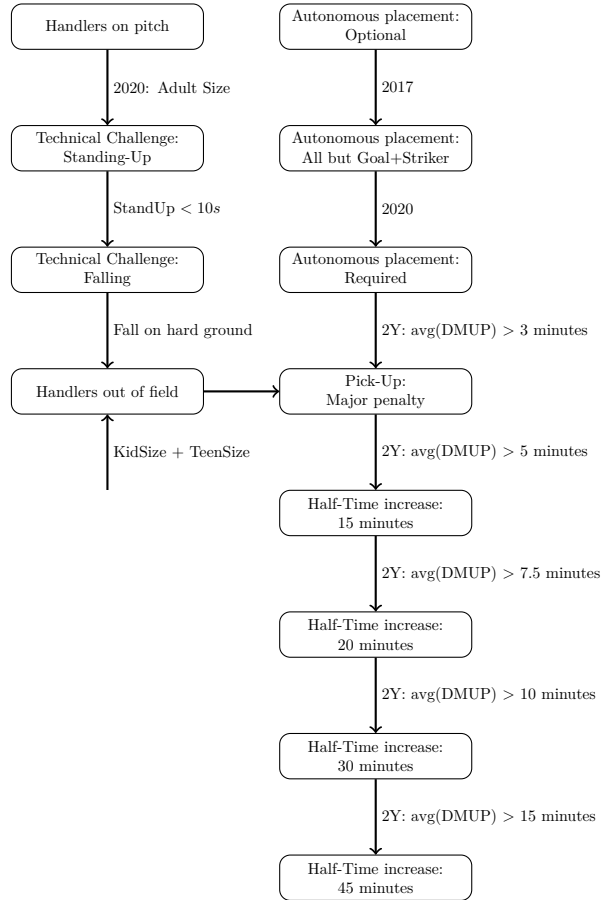 Handlers on pitch
2020: Adult Size
Technical Challenge:
Standing-Up
StandUp < 10s
Technical Challenge:
Falling
Fall on hard ground
Handlers out of field
KidSize + TeenSize
Autonomous placement:
Optional
2017
Autonomous placement:
All but Goal+Striker
2020
Autonomous placement:
Required
2Y: avg(DMUP) > 3 minutes
Pick-Up:
Major penalty
2Y: avg(DMUP) > 5 minutes
Half-Time increase:
15 minutes
2Y: avg(DMUP) > 7.5 minutes
Half-Time increase:
20 minutes
2Y: avg(DMUP) > 10 minutes
Half-Time increase:
30 minutes
2Y: avg(DMUP) > 15 minutes
Half-Time increase:
45 minutes